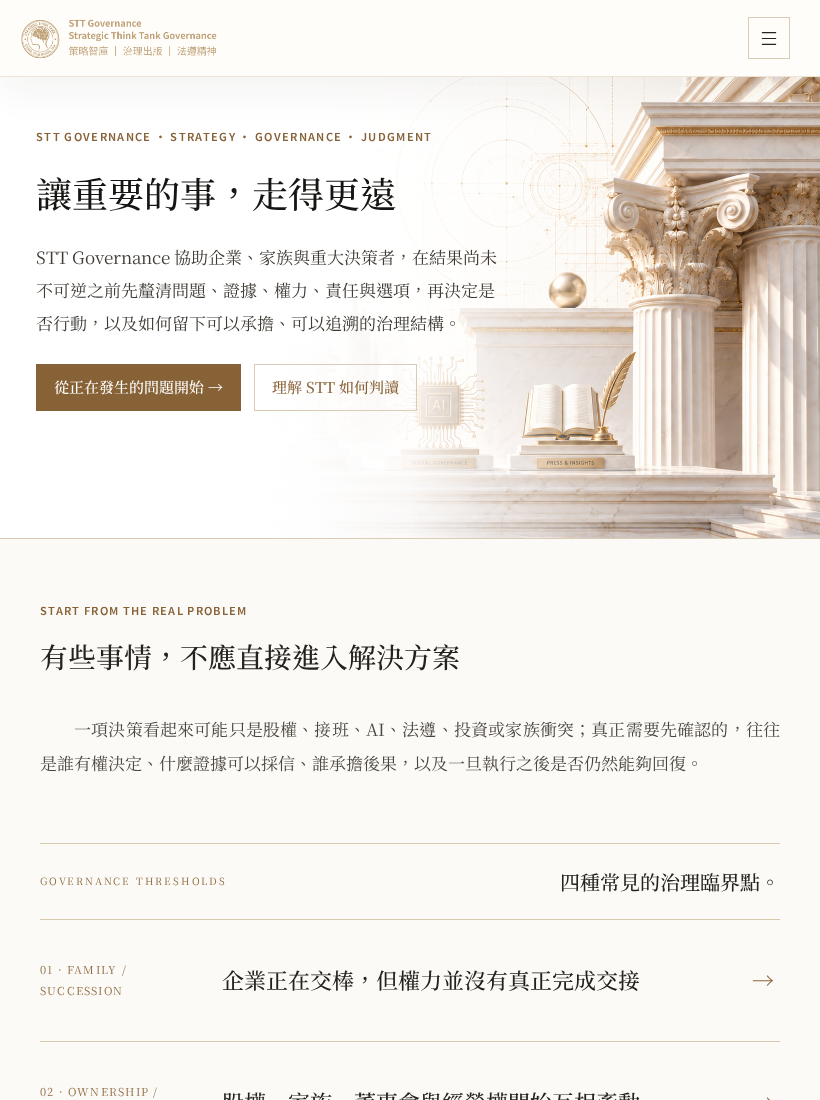 STT Governance
Strategic Think Tank Governance
策略智庫 | 治理出版 | 法遵精神
STT GOVERNANCE • STRATEGY • GOVERNANCE • JUDGMENT
讓重要的事，走得更遠
STT Governance 協助企業、家族與重大決策者，在結果尚未
不可逆之前先釐清問題、證據、權力、責任與選項，再決定是
否行動，以及如何留下可以承擔、可以追溯的治理結構。
從正在發生的問題開始 →
理解 STT 如何判讀
AI
PRESS & INSIGHTS
START FROM THE REAL PROBLEM
有些事情，不應直接進入解決方案
一項決策看起來可能只是股權、接班、AI、法遵、投資或家族衝突；真正需要先確認的，往往
是誰有權決定、什麼證據可以採信、誰承擔後果，以及一旦執行之後是否仍然能夠回復。
GOVERNANCE THRESHOLDS
四種常見的治理臨界點。
01 · FAMILY /
SUCCESSION
企業正在交棒，但權力並沒有真正完成交接
→
02 · OWNERSHIP /